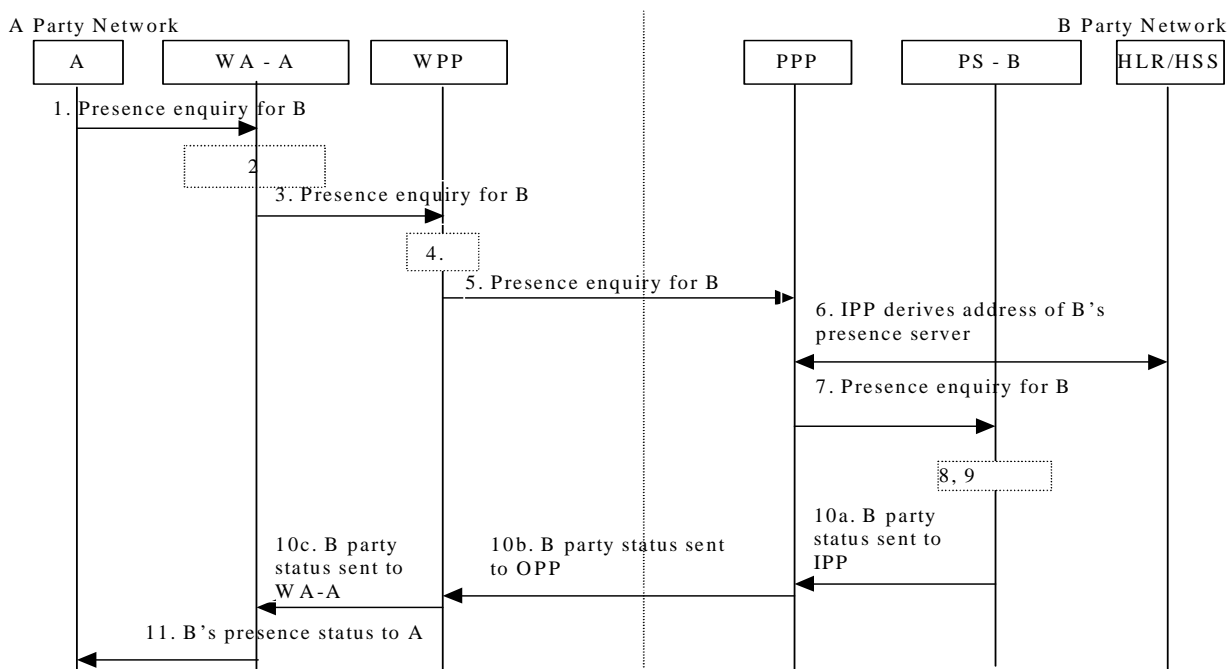 A Party Network
B Party Network
A
WA - A
WPP
PPP
PS - B
HLR/HSS
1. Presence enquiry for B
2
3. Presence enquiry for B
4.
5. Presence enquiry for B
6. IPP derives address of B's
presence server
7. Presence enquiry for B
8, 9
10a. B party
status sent to
IPP
10b. B party status sent
to OPP
10c. B party
status sent to
WA-A
11. B's presence status to A